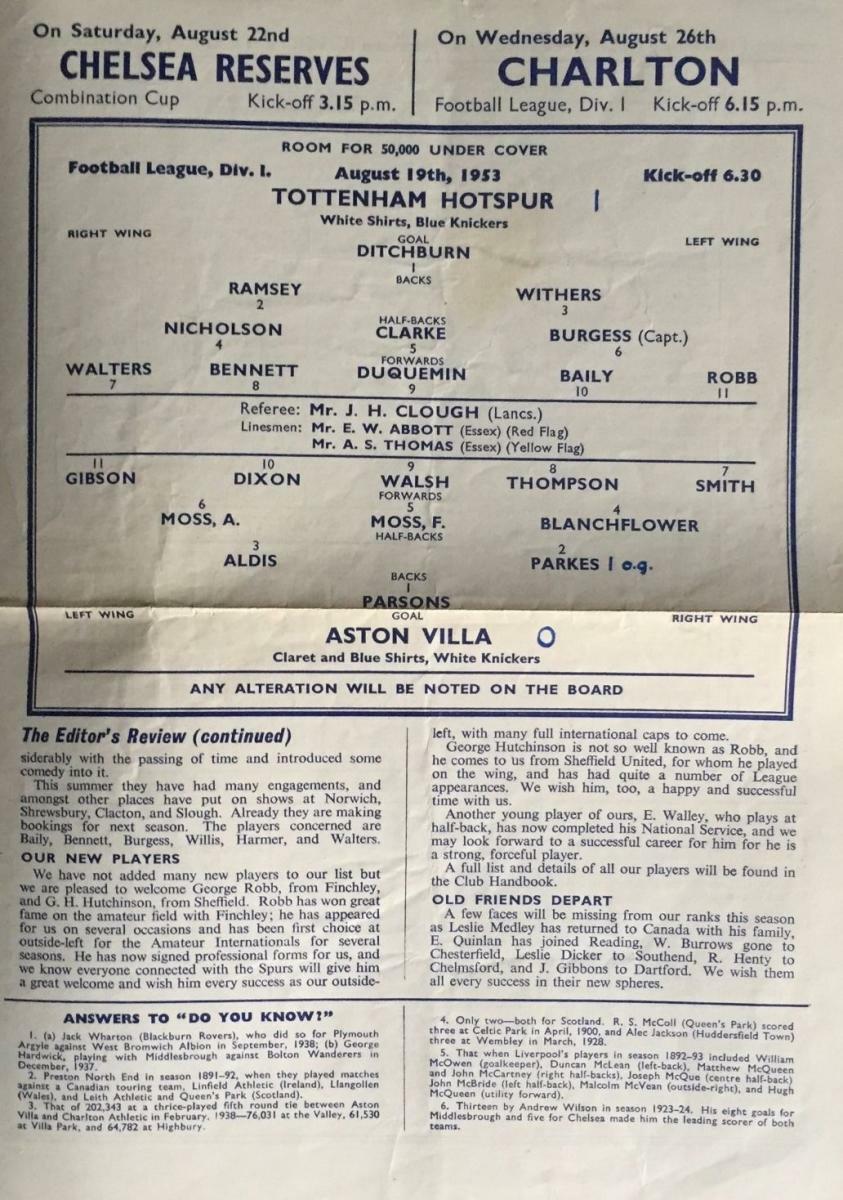 On Saturday, August 22nd
CHELSEA RESERVES
Combination Cup Kick-off 3.15 p.m.
On Wednesday, August 26th
CHARLTON
Football League, Div. I Kick-off 6.15 p.m.
ROOM FOR 50,000 UNDER COVER
Football League, Div. I. August 19th, 1953 Kick-off 6.30
TOTTENHAM HOTSPUR 1
White Shirts, Blue Knickers
RIGHT WING GOAL LEFT WING
DITCHBURN
1
BACKS
RAMSEY WITHERS
2 3
HALF-BACKS
NICHOLSON CLARKE BURGESS (Capt.)
4 5 6
FORWARDS
WALTERS BENNETT DUQUEMIN BAILY ROBB
7 8 9 10 11
Referee: Mr. J. H. CLOUGH (Lancs.)
Linesmen: Mr. E. W. ABBOTT (Essex) (Red Flag)
Mr. A. S. THOMAS (Essex) (Yellow Flag)
11 10 9 8 7
GIBSON DIXON WALSH THOMPSON SMITH
FORWARDS
6 5 4
MOSS, A. MOSS, F. BLANCHFLOWER
HALF-BACKS
3 2
ALDIS PARKES 1 o.g.
BACKS
1
PARSONS
LEFT WING GOAL RIGHT WING
ASTON VILLA 0
Claret and Blue Shirts, White Knickers
ANY ALTERATION WILL BE NOTED ON THE BOARD
The Editor's Review (continued)
siderably with the passing of time and introduced some
comedy into it.
This summer they have had many engagements, and
amongst other places have put on shows at Norwich,
Shrewsbury, Clacton, and Slough. Already they are making
bookings for next season. The players concerned are
Baily, Bennett, Burgess, Willis, Harmer, and Walters.
OUR NEW PLAYERS
We have not added many new players to our list but
we are pleased to welcome George Robb, from Finchley,
and G. H. Hutchinson, from Sheffield. Robb has won great
fame on the amateur field with Finchley; he has appeared
for us on several occasions and has been first choice at
outside-left for the Amateur Internationals for several
seasons. He has now signed professional forms for us, and
we know everyone connected with the Spurs will give him
a great welcome and wish him every success as our outside-
left, with many full international caps to come.
George Hutchinson is not so well known as Robb, and
he comes to us from Sheffield United, for whom he played
on the wing, and has had quite a number of League
appearances. We wish him, too, a happy and successful
time with us.
Another young player of ours, E. Walley, who plays at
half-back, has now completed his National Service, and we
may look forward to a successful career for him for he is
a strong, forceful player.
A full list and details of all our players will be found in
the Club Handbook.
OLD FRIENDS DEPART
A few faces will be missing from our ranks this season
as Leslie Medley has returned to Canada with his family,
E. Quinlan has joined Reading, W. Burrows gone to
Chesterfield, Leslie Dicker to Southend, R. Henty to
Chelmsford, and J. Gibbons to Dartford. We wish them
all every success in their new spheres.
ANSWERS TO "DO YOU KNOW?"
1. (a) Jack Wharton (Blackburn Rovers), who did so for Plymouth
Argyle against West Bromwich Albion in September, 1938; (b) George
Hardwick, playing with Middlesbrough against Bolton Wanderers in
December, 1937.
2. Preston North End in season 1891-92, when they played matches
against a Canadian touring team, Linfield Athletic (Ireland), Llangollen
(Wales), and Leith Athletic and Queen's Park (Scotland).
3. That of 202,343 at a thrice-played fifth round tie between Aston
Villa and Charlton Athletic in February. 1938—76,031 at the Valley, 61,530
at Villa Park, and 64,782 at Highbury.
4. Only two—both for Scotland. R. S. McColl (Queen's Park) scored
three at Celtic Park in April, 1900, and Alec Jackson (Huddersfield Town)
three at Wembley in March, 1928.
5. That when Liverpool's players in season 1892-93 included William
McOwen (goalkeeper), Duncan McLean (left-back), Matthew McQueen
and John McCartney (right half-backs), Joseph McQue (centre half-back)
John McBride (left half-back), Malcolm McVean (outside-right), and Hugh
McQueen (utility forward).
6. Thirteen by Andrew Wilson in season 1923-24. His eight goals for
Middlesbrough and five for Chelsea made him the leading scorer of both
teams.